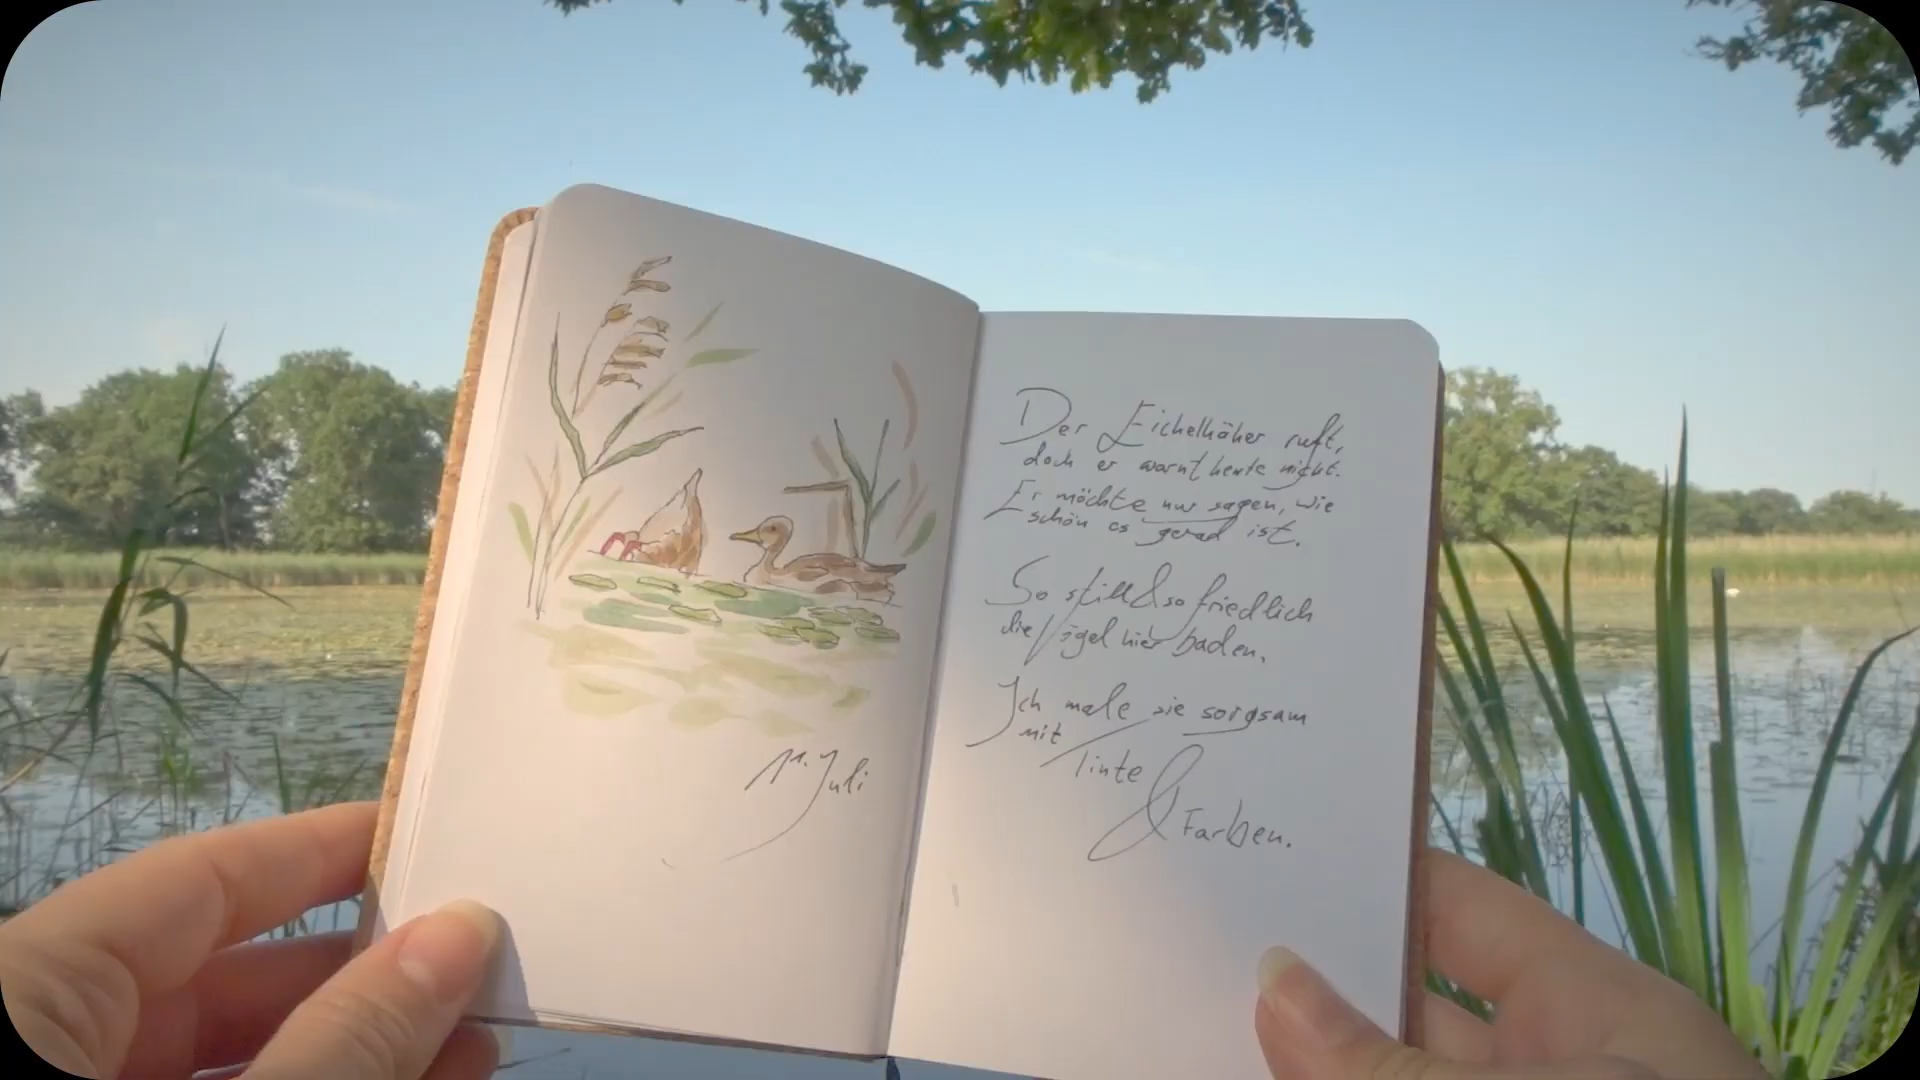 11. Juli
Der Eichelhäher ruft,
doch er warnt heute nicht.
Er möchte nur sagen, wie
schön es gerad ist.
So still & so friedlich
die Vögel hier baden.
Ich male sie sorgsam
mit
Tinte
& Farben.